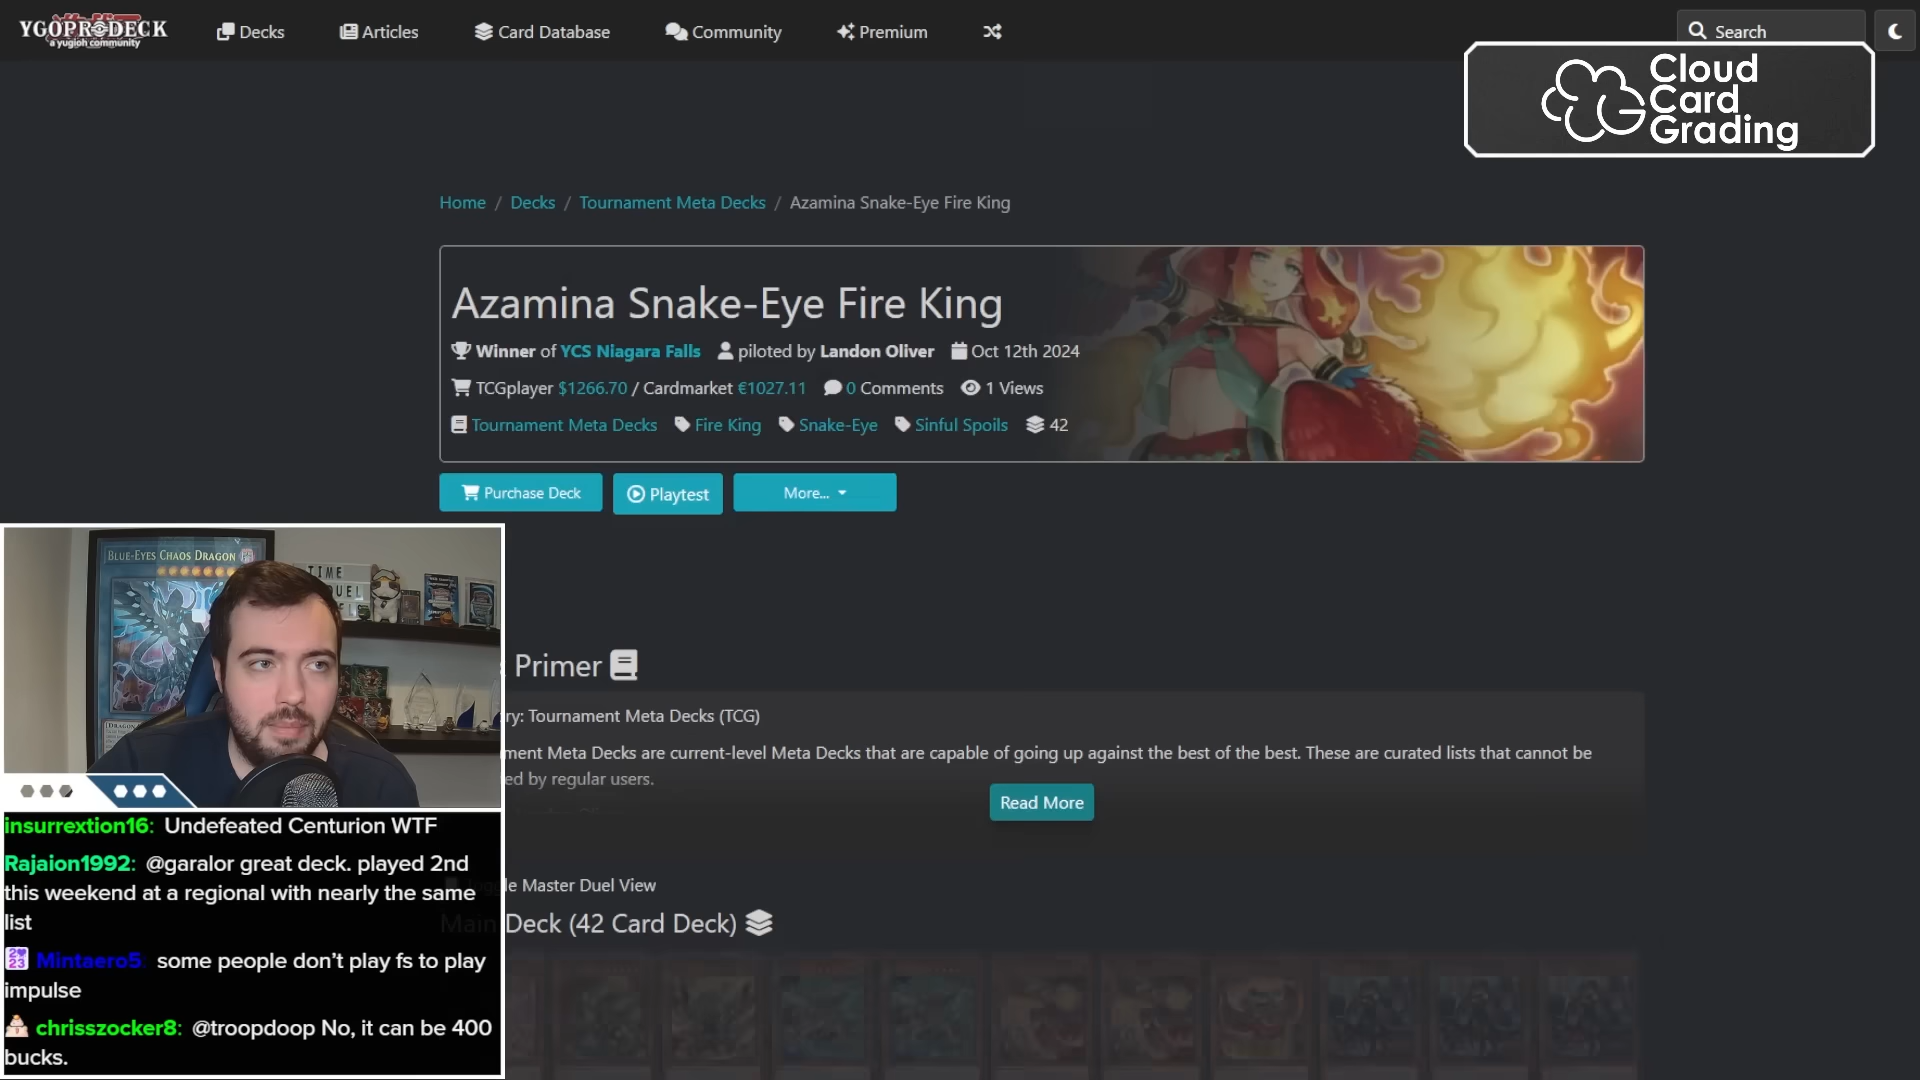 YGOPRODECK
a yugioh community
Decks
Articles
Card Database
Community
Premium
Search
Cloud
Card
Grading
Home / Decks / Tournament Meta Decks / Azamina Snake-Eye Fire King
Azamina Snake-Eye Fire King
Winner of YCS Niagara Falls piloted by Landon Oliver Oct 12th 2024
TCGplayer $1266.70 / Cardmarket €1027.11 0 Comments 1 Views
Tournament Meta Decks Fire King Snake-Eye Sinful Spoils 42
Purchase Deck
Playtest
More...
BLUE-EYES CHAOS DRAGON
TIME
Primer
ry: Tournament Meta Decks (TCG)
ment Meta Decks are current-level Meta Decks that are capable of going up against the best of the best. These are curated lists that cannot be
ed by regular users.
Read More
le Master Duel View
Main Deck (42 Card Deck)
insurrextion16: Undefeated Centurion WTF
Rajaion1992: @garalor great deck. played 2nd
this weekend at a regional with nearly the same
list
Mintaero5: some people don't play fs to play
impulse
chrisszocker8: @troopdoop No, it can be 400
bucks.